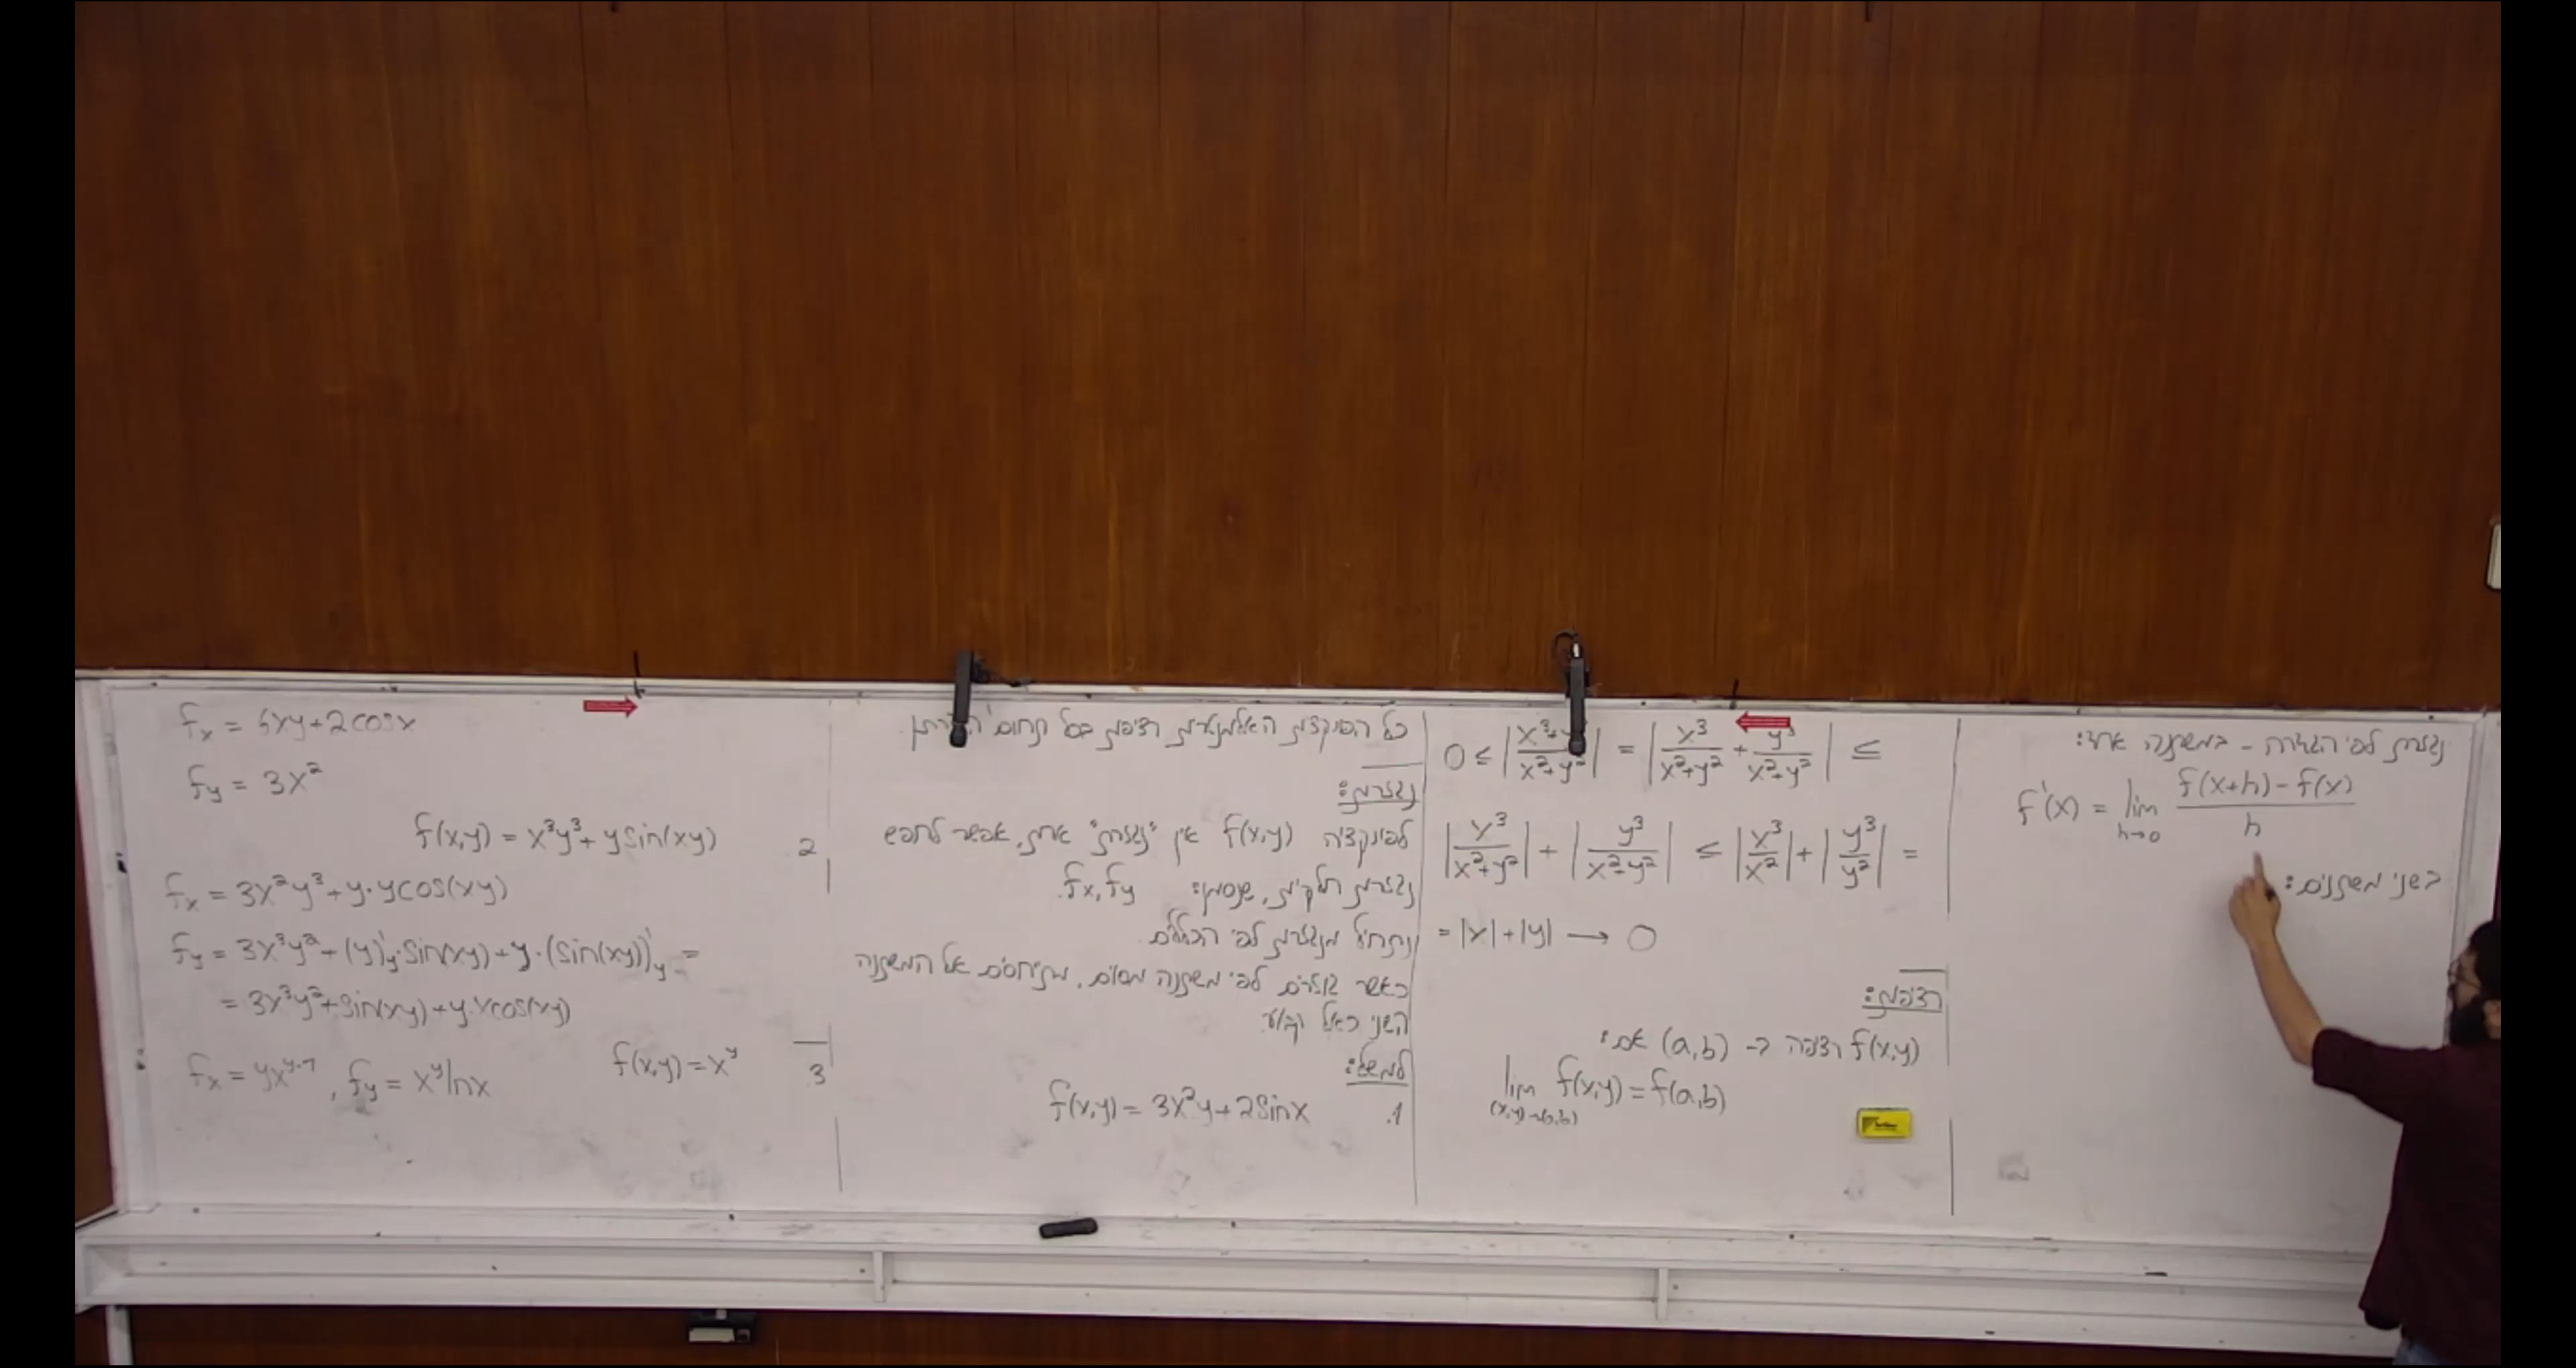 0 ≤ |x³+y³/x²+y²| = |x³/x²+y² + y³/x²+y²| ≤
|x³/x²+y²| + |y³/x²+y²| ≤ |x³/x²| + |y³/y²| =
= |x|+|y| → 0
רציפות:
f(x,y) רציפה ב- (a,b) אם:
lim (x,y)→(a,b) f(x,y) = f(a,b)
כל הפונקציות האלמנטריות רציפות בכל תחום הגדרתן.
נגזרות:
לפונקציה f(x,y) אין "נגזרת" אחת, אפשר לחפש
נגזרות חלקיות, שנסמן: fx, fy.
נתחיל מנגזרות לפי הכללים.
כאשר גוזרים לפי משתנה מסוים, מתייחסים אל המשתנה
השני כאל קבוע.
למשל:
1. f(x,y) = 3x²y + 2sinx
fx = 6xy + 2cosx
fy = 3x²
2 f(x,y) = x³y³ + ysin(xy)
fx = 3x²y³ + y·ycos(xy)
fy = 3x³y² + (y)'y·sin(xy) + y·(sin(xy))'y =
= 3x³y² + sin(xy) + y·xcos(xy)
3 f(x,y) = x^y
fx = yx^(y-1), fy = x^y lnx
נגזרות לפי הגדרה - במשתנה אחד:
f'(x) = lim h→0 f(x+h) - f(x) / h
בשני משתנים: